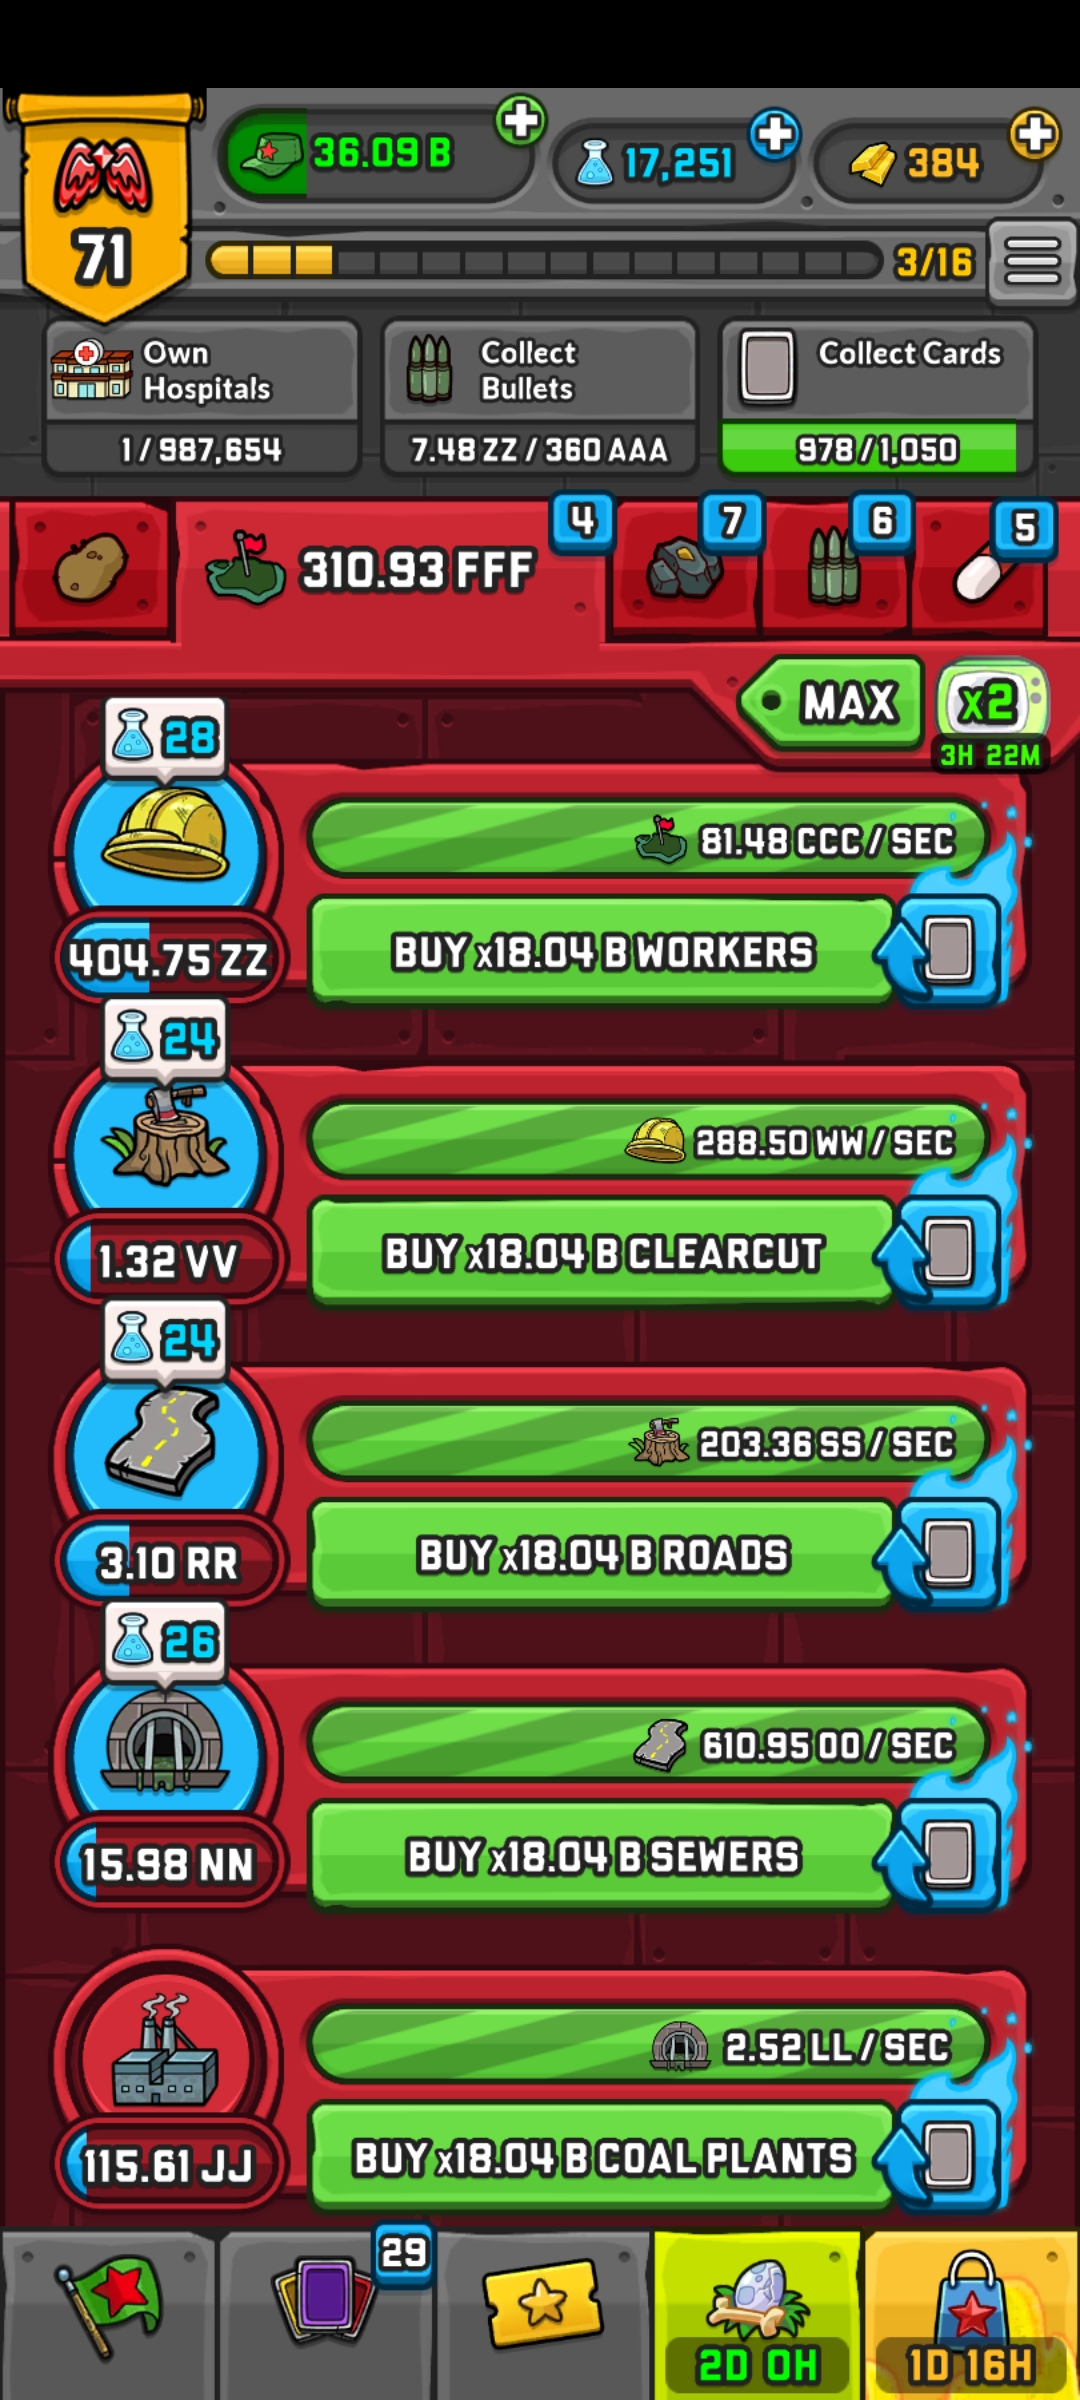 36.09 B
17,251
384
71
3/16
Own
Hospitals
1/987,654
Collect
Bullets
7.48 ZZ/360 AAA
Collect Cards
978/1,050
310.93 FFF
4
7
6
5
MAX
x2
3H 22M
28
81.48 CCC/SEC
404.75 ZZ
BUY x18.04 B WORKERS
24
288.50 WW/SEC
1.32 VV
BUY x18.04 B CLEARCUT
24
203.36 SS/SEC
3.10 RR
BUY x18.04 B ROADS
26
610.95 OO/SEC
15.98 NN
BUY x18.04 B SEWERS
2.52 LL/SEC
115.61 JJ
BUY x18.04 B COAL PLANTS
29
2D 0H
1D 16H